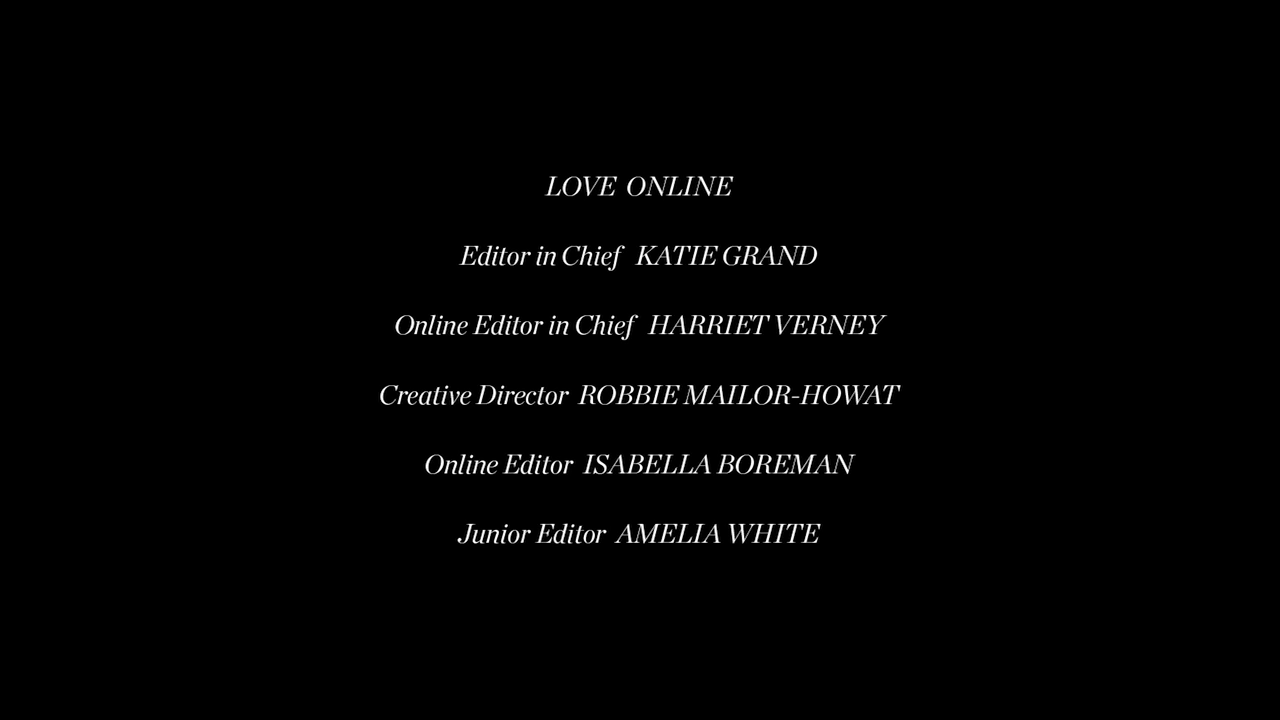 LOVE ONLINE
Editor in Chief KATIE GRAND
Online Editor in Chief HARRIET VERNEY
Creative Director ROBBIE MAILOR-HOWAT
Online Editor ISABELLA BOREMAN
Junior Editor AMELIA WHITE